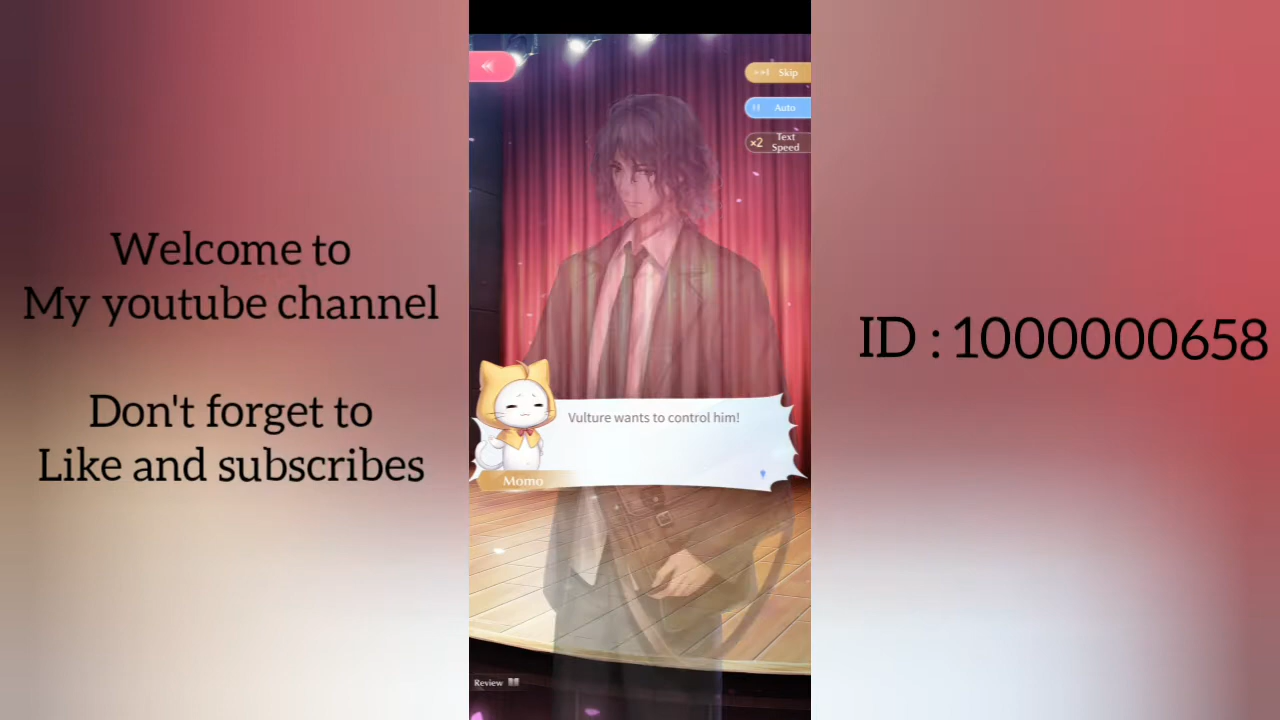 Welcome to
My youtube channel
Don't forget to
Like and subscribes
Skip
Auto
×2 Text
Speed
Vulture wants to control him!
Momo
Review
ID : 1000000658